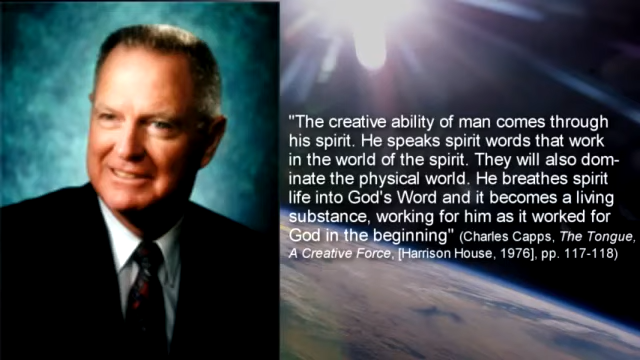 "The creative ability of man comes through
his spirit. He speaks spirit words that work
in the world of the spirit. They will also dom-
inate the physical world. He breathes spirit
life into God's Word and it becomes a living
substance, working for him as it worked for
God in the beginning" (Charles Capps, The Tongue,
A Creative Force, [Harrison House, 1976], pp. 117-118)